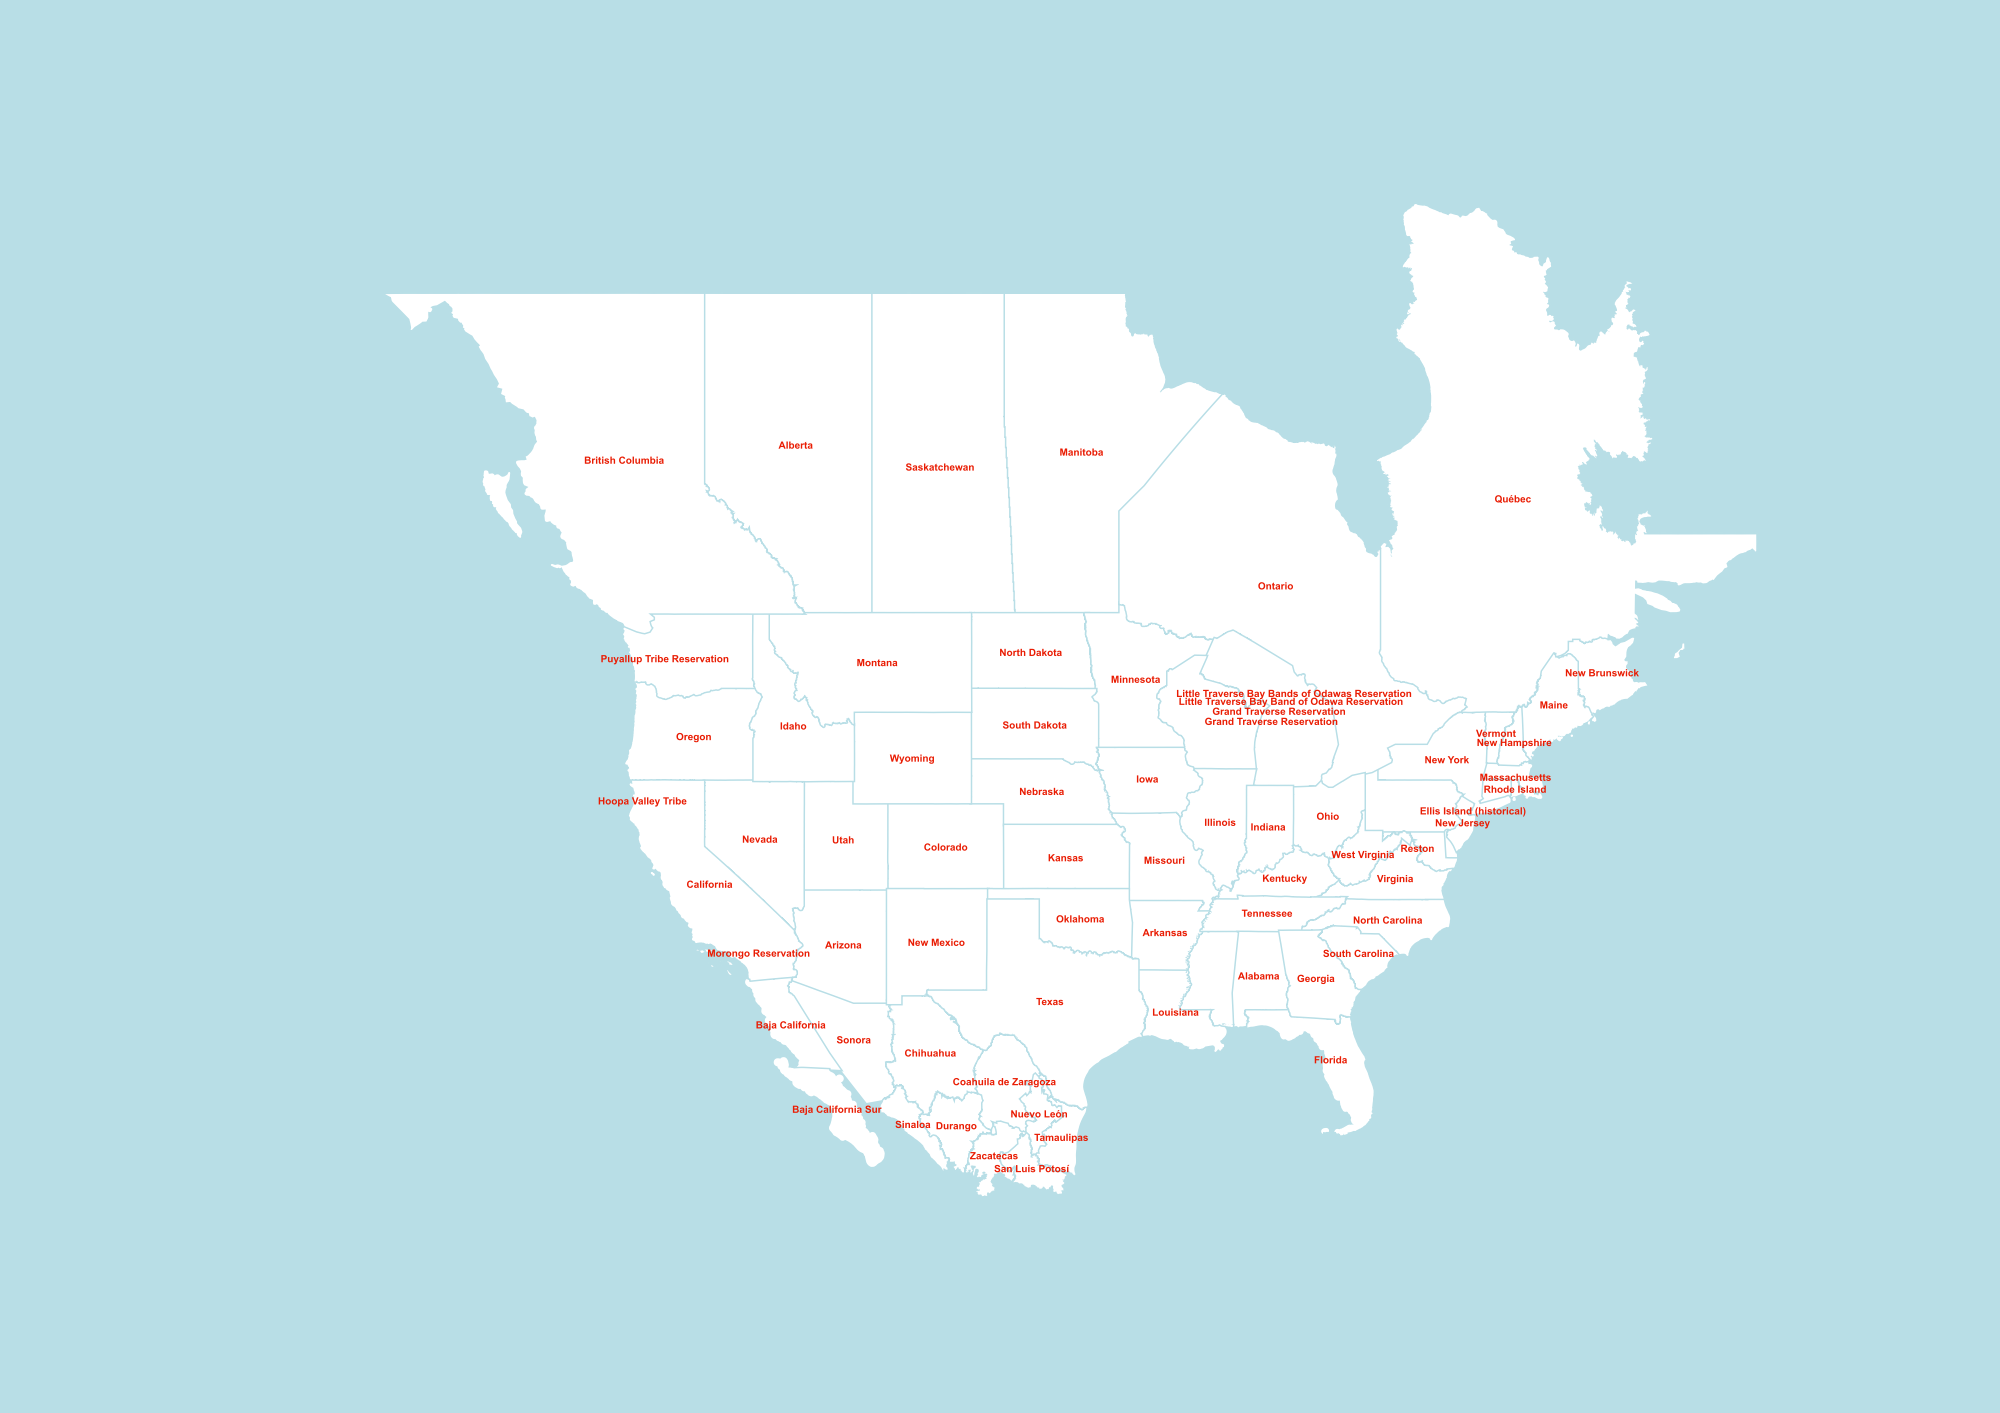 Alberta
Manitoba
British Columbia
Saskatchewan
Québec
Ontario
North Dakota
Puyallup Tribe Reservation
Montana
New Brunswick
Minnesota
Little Traverse Bay Bands of Odawas Reservation
Little Traverse Bay Band of Odawa Reservation
Maine
Grand Traverse Reservation
Grand Traverse Reservation
South Dakota
Idaho
Vermont
Oregon
New Hampshire
Wyoming
New York
Massachusetts
Iowa
Rhode Island
Nebraska
Hoopa Valley Tribe
Ellis Island (historical)
Ohio
Illinois
New Jersey
Indiana
Nevada
Utah
Colorado
Reston
West Virginia
Kansas
Missouri
Kentucky
Virginia
California
Tennessee
Oklahoma
North Carolina
Arkansas
New Mexico
Arizona
Morongo Reservation
South Carolina
Alabama
Georgia
Texas
Louisiana
Baja California
Sonora
Chihuahua
Florida
Coahuila de Zaragoza
Baja California Sur
Nuevo León
Sinaloa
Durango
Tamaulipas
Zacatecas
San Luis Potosí